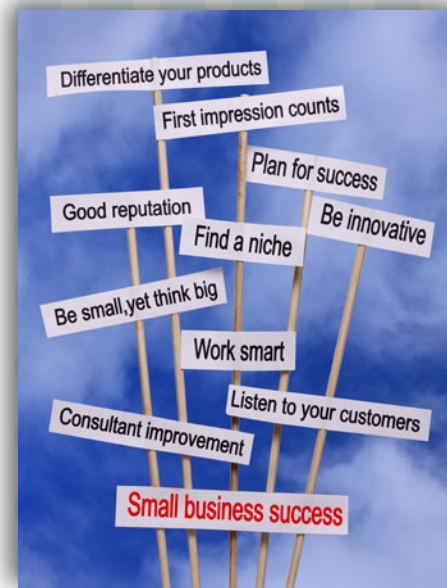 Differentiate your products
First impression counts
Plan for success
Good reputation
Be innovative
Find a niche
Be small,yet think big
Work smart
Listen to your customers
Consultant improvement
Small business success